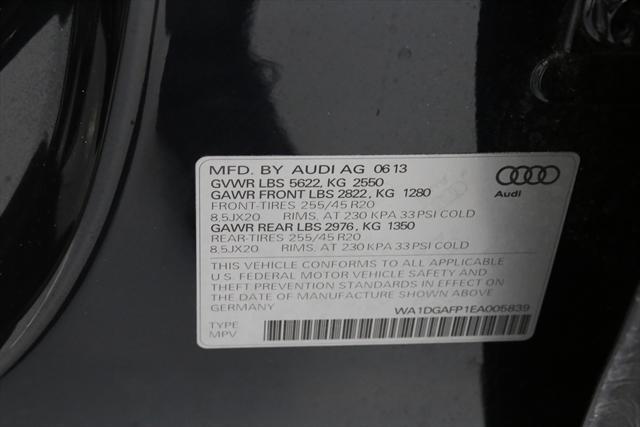 MFD. BY AUDI AG 06 13
GVWR LBS 5622, KG 2550
GAWR FRONT LBS 2822, KG 1280
FRONT-TIRES 255/45 R20
8,5JX20 RIMS, AT 230 KPA 33 PSI COLD
GAWR REAR LBS 2976, KG 1350
REAR-TIRES 255/45 R20
8,5JX20 RIMS, AT 230 KPA 33 PSI COLD
Audi
THIS VEHICLE CONFORMS TO ALL APPLICABLE
U.S. FEDERAL MOTOR VEHICLE SAFETY AND
THEFT PREVENTION STANDARDS IN EFFECT ON
THE DATE OF MANUFACTURE SHOWN ABOVE
GERMANY WA1DGAFP1EA005839
TYPE
MPV